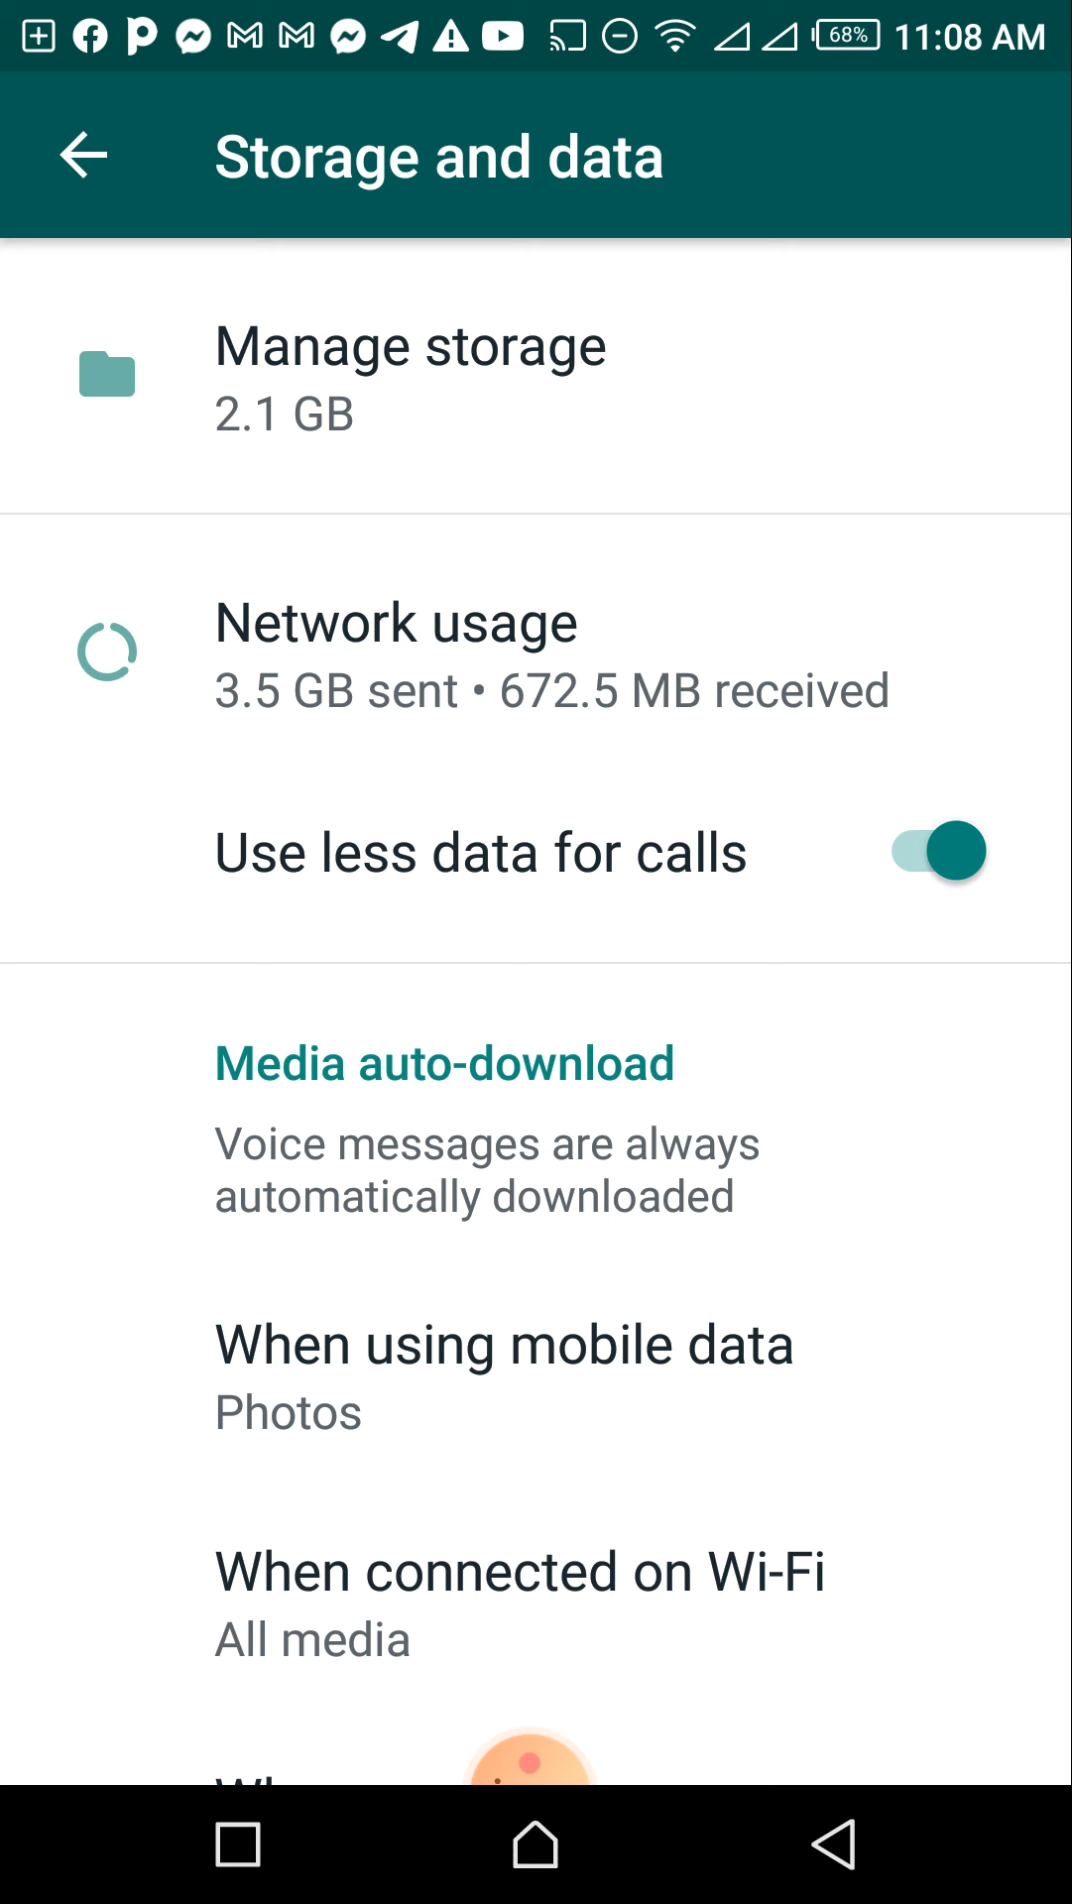 68% 11:08 AM
Storage and data
Manage storage
2.1 GB
Network usage
3.5 GB sent • 672.5 MB received
Use less data for calls
Media auto-download
Voice messages are always
automatically downloaded
When using mobile data
Photos
When connected on Wi-Fi
All media